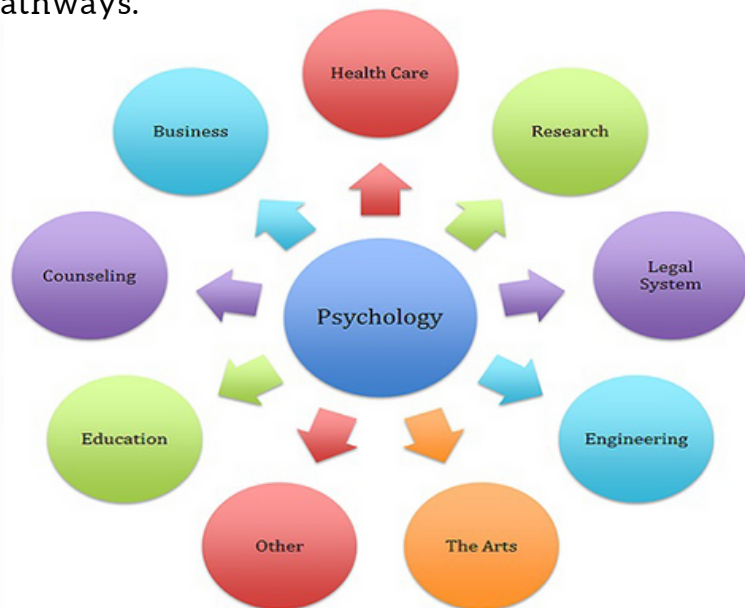 athways.
Health Care
Business
Research
Counseling
Legal
System
Psychology
Education
Engineering
Other
The Arts